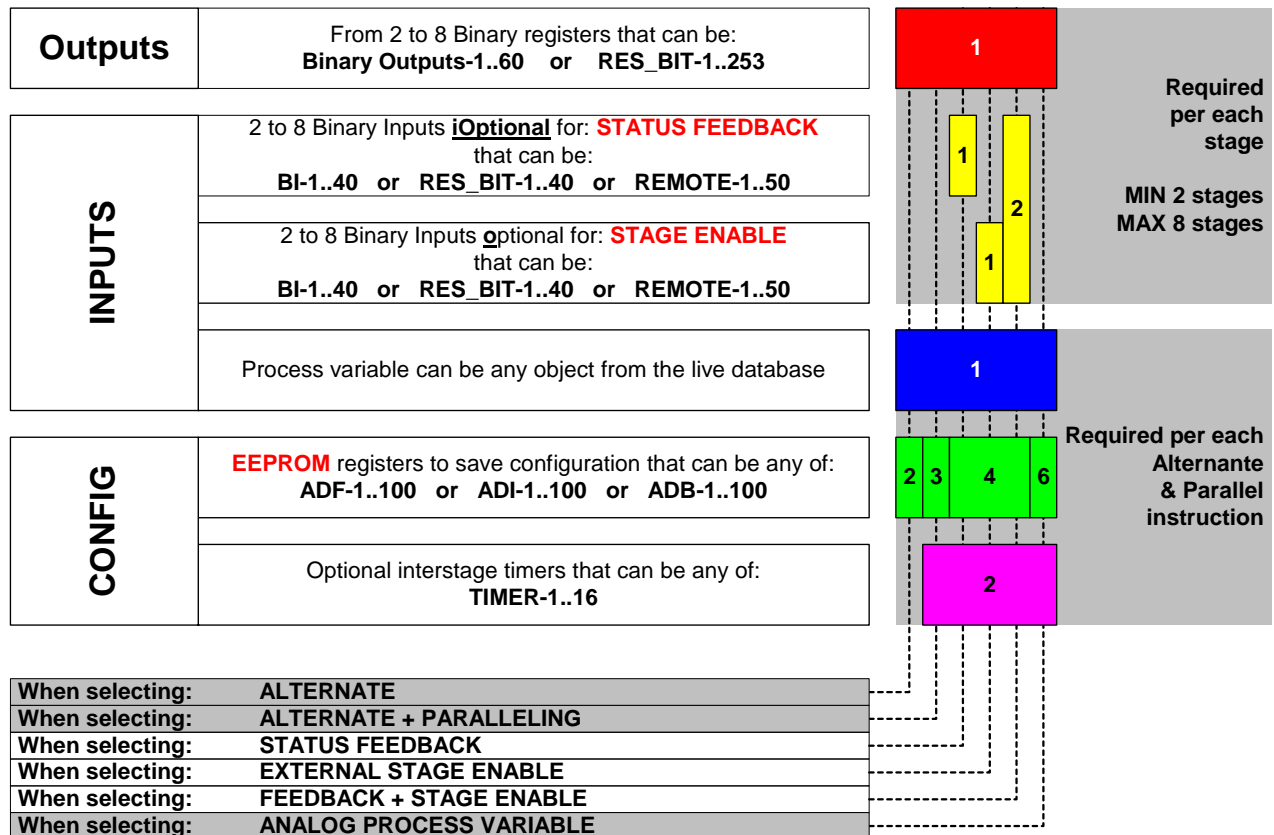 Outputs
From 2 to 8 Binary registers that can be:
Binary Outputs-1..60 or RES_BIT-1..253
1
Required
per each
stage
MIN 2 stages
MAX 8 stages
INPUTS
2 to 8 Binary Inputs iOptional for: STATUS FEEDBACK
that can be:
BI-1..40 or RES_BIT-1..40 or REMOTE-1..50
1
2
2 to 8 Binary Inputs optional for: STAGE ENABLE
that can be:
BI-1..40 or RES_BIT-1..40 or REMOTE-1..50
1
Process variable can be any object from the live database
1
CONFIG
EEPROM registers to save configuration that can be any of:
ADF-1..100 or ADI-1..100 or ADB-1..100
2 3 4 6
Required per each
Alternante
& Parallel
instruction
Optional interstage timers that can be any of:
TIMER-1..16
2
When selecting: ALTERNATE
When selecting: ALTERNATE + PARALLELING
When selecting: STATUS FEEDBACK
When selecting: EXTERNAL STAGE ENABLE
When selecting: FEEDBACK + STAGE ENABLE
When selecting: ANALOG PROCESS VARIABLE